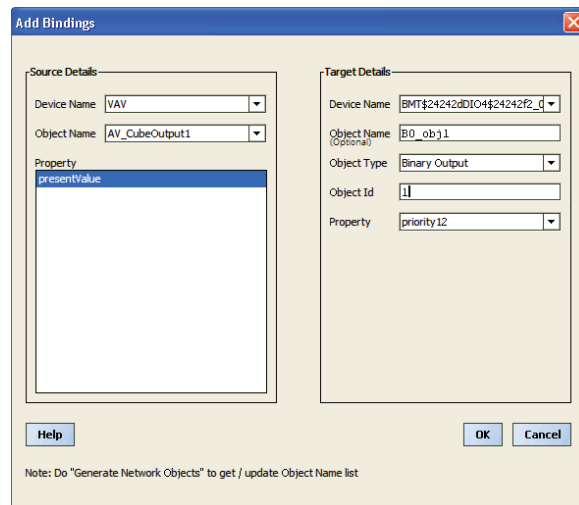 Add Bindings
Source Details
Device Name VAV
Object Name AV_CubeOutput1
Property
presentValue
Target Details
Device Name BMT$24242dDIO4$24242f2_0
Object Name BO_obj1
(Optional)
Object Type Binary Output
Object Id 1
Property priority12
Help
OK Cancel
Note: Do "Generate Network Objects" to get / update Object Name list